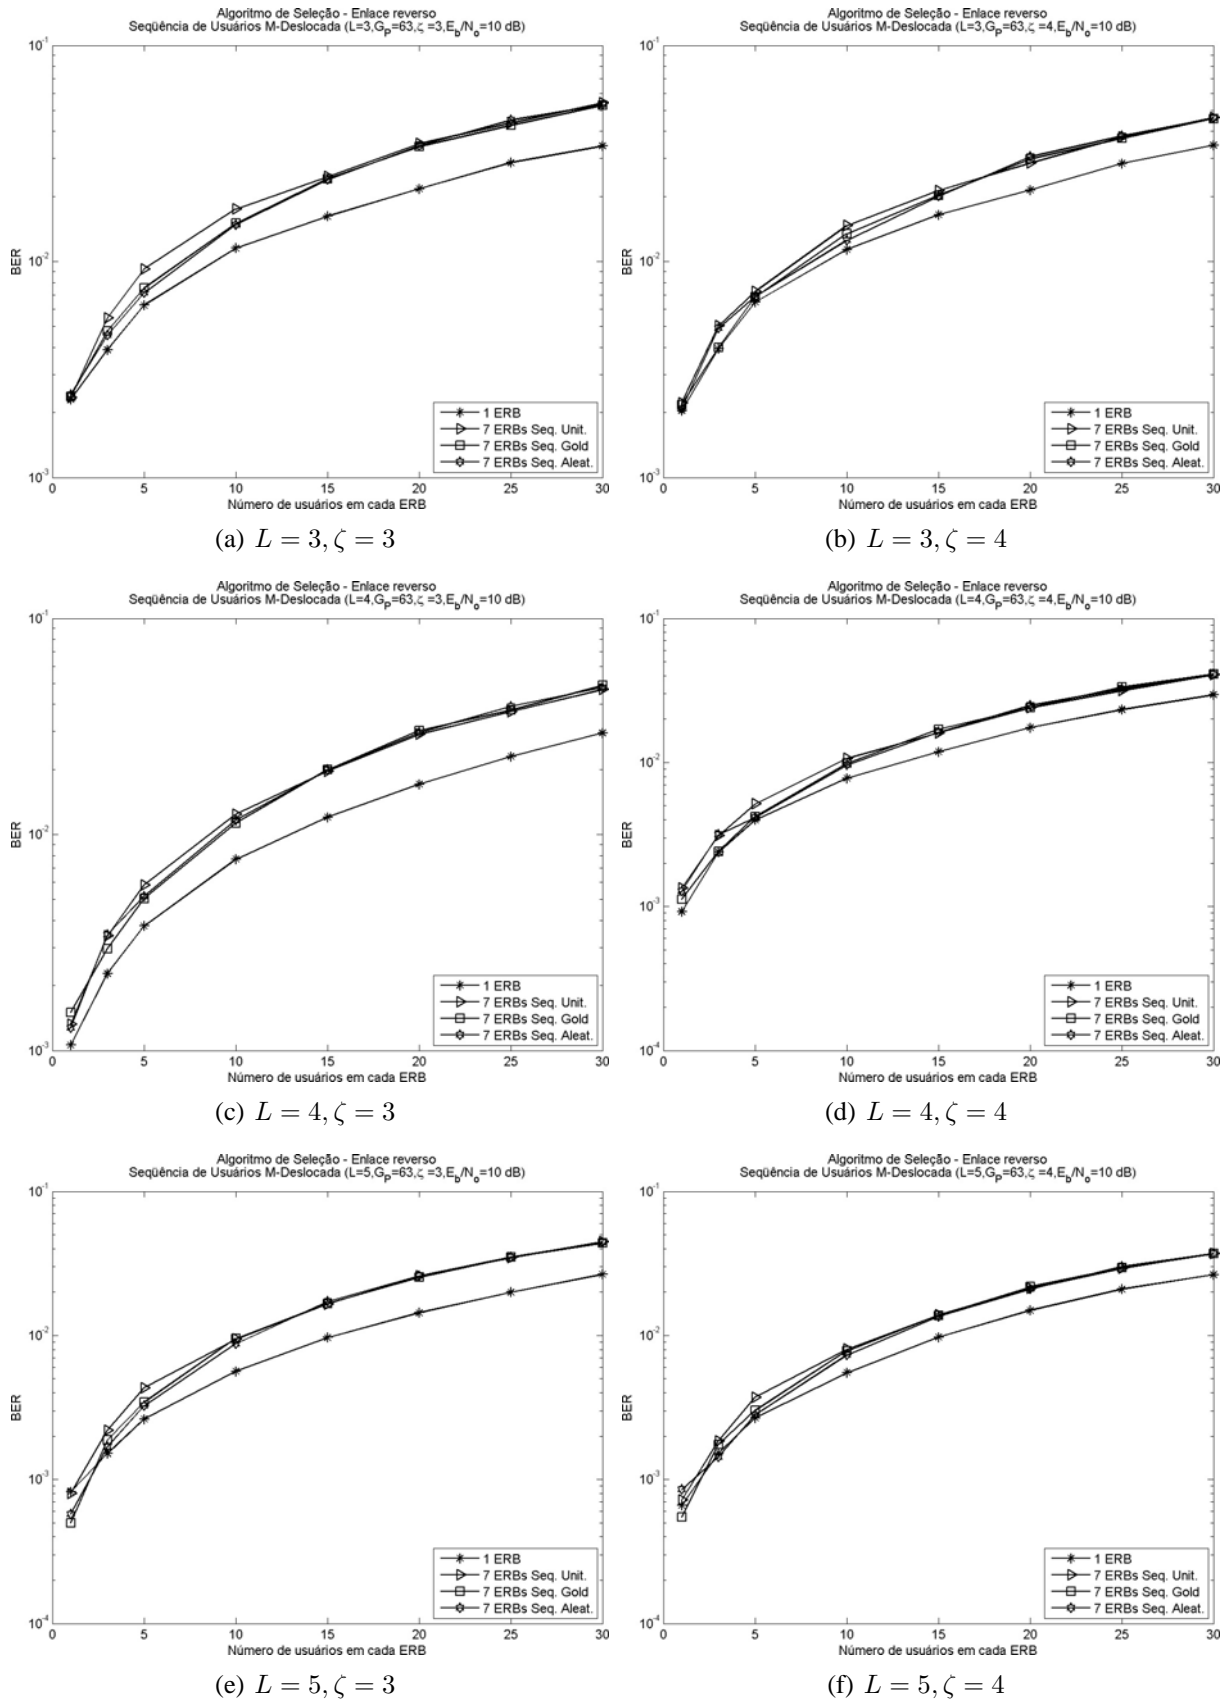 Algoritmo de Seleção - Enlace reverso
Seqüência de Usuários M-Deslocada (L=3,G_P=63,ζ =3,E_b/N_o=10 dB)
10^-1
10^-2
10^-3
BER
0 5 10 15 20 25 30
Número de usuários em cada ERB
1 ERB
7 ERBs Seq. Unit.
7 ERBs Seq. Gold
7 ERBs Seq. Aleat.
(a) L = 3, ζ = 3
Algoritmo de Seleção - Enlace reverso
Seqüência de Usuários M-Deslocada (L=3,G_P=63,ζ =4,E_b/N_o=10 dB)
10^-1
10^-2
10^-3
BER
0 5 10 15 20 25 30
Número de usuários em cada ERB
1 ERB
7 ERBs Seq. Unit.
7 ERBs Seq. Gold
7 ERBs Seq. Aleat.
(b) L = 3, ζ = 4
Algoritmo de Seleção - Enlace reverso
Seqüência de Usuários M-Deslocada (L=4,G_P=63,ζ =3,E_b/N_o=10 dB)
10^-1
10^-2
10^-3
BER
0 5 10 15 20 25 30
Número de usuários em cada ERB
1 ERB
7 ERBs Seq. Unit.
7 ERBs Seq. Gold
7 ERBs Seq. Aleat.
(c) L = 4, ζ = 3
Algoritmo de Seleção - Enlace reverso
Seqüência de Usuários M-Deslocada (L=4,G_P=63,ζ =4,E_b/N_o=10 dB)
10^-1
10^-2
10^-3
10^-4
BER
0 5 10 15 20 25 30
Número de usuários em cada ERB
1 ERB
7 ERBs Seq. Unit.
7 ERBs Seq. Gold
7 ERBs Seq. Aleat.
(d) L = 4, ζ = 4
Algoritmo de Seleção - Enlace reverso
Seqüência de Usuários M-Deslocada (L=5,G_P=63,ζ =3,E_b/N_o=10 dB)
10^-1
10^-2
10^-3
10^-4
BER
0 5 10 15 20 25 30
Número de usuários em cada ERB
1 ERB
7 ERBs Seq. Unit.
7 ERBs Seq. Gold
7 ERBs Seq. Aleat.
(e) L = 5, ζ = 3
Algoritmo de Seleção - Enlace reverso
Seqüência de Usuários M-Deslocada (L=5,G_P=63,ζ =4,E_b/N_o=10 dB)
10^-1
10^-2
10^-3
10^-4
BER
0 5 10 15 20 25 30
Número de usuários em cada ERB
1 ERB
7 ERBs Seq. Unit.
7 ERBs Seq. Gold
7 ERBs Seq. Aleat.
(f) L = 5, ζ = 4